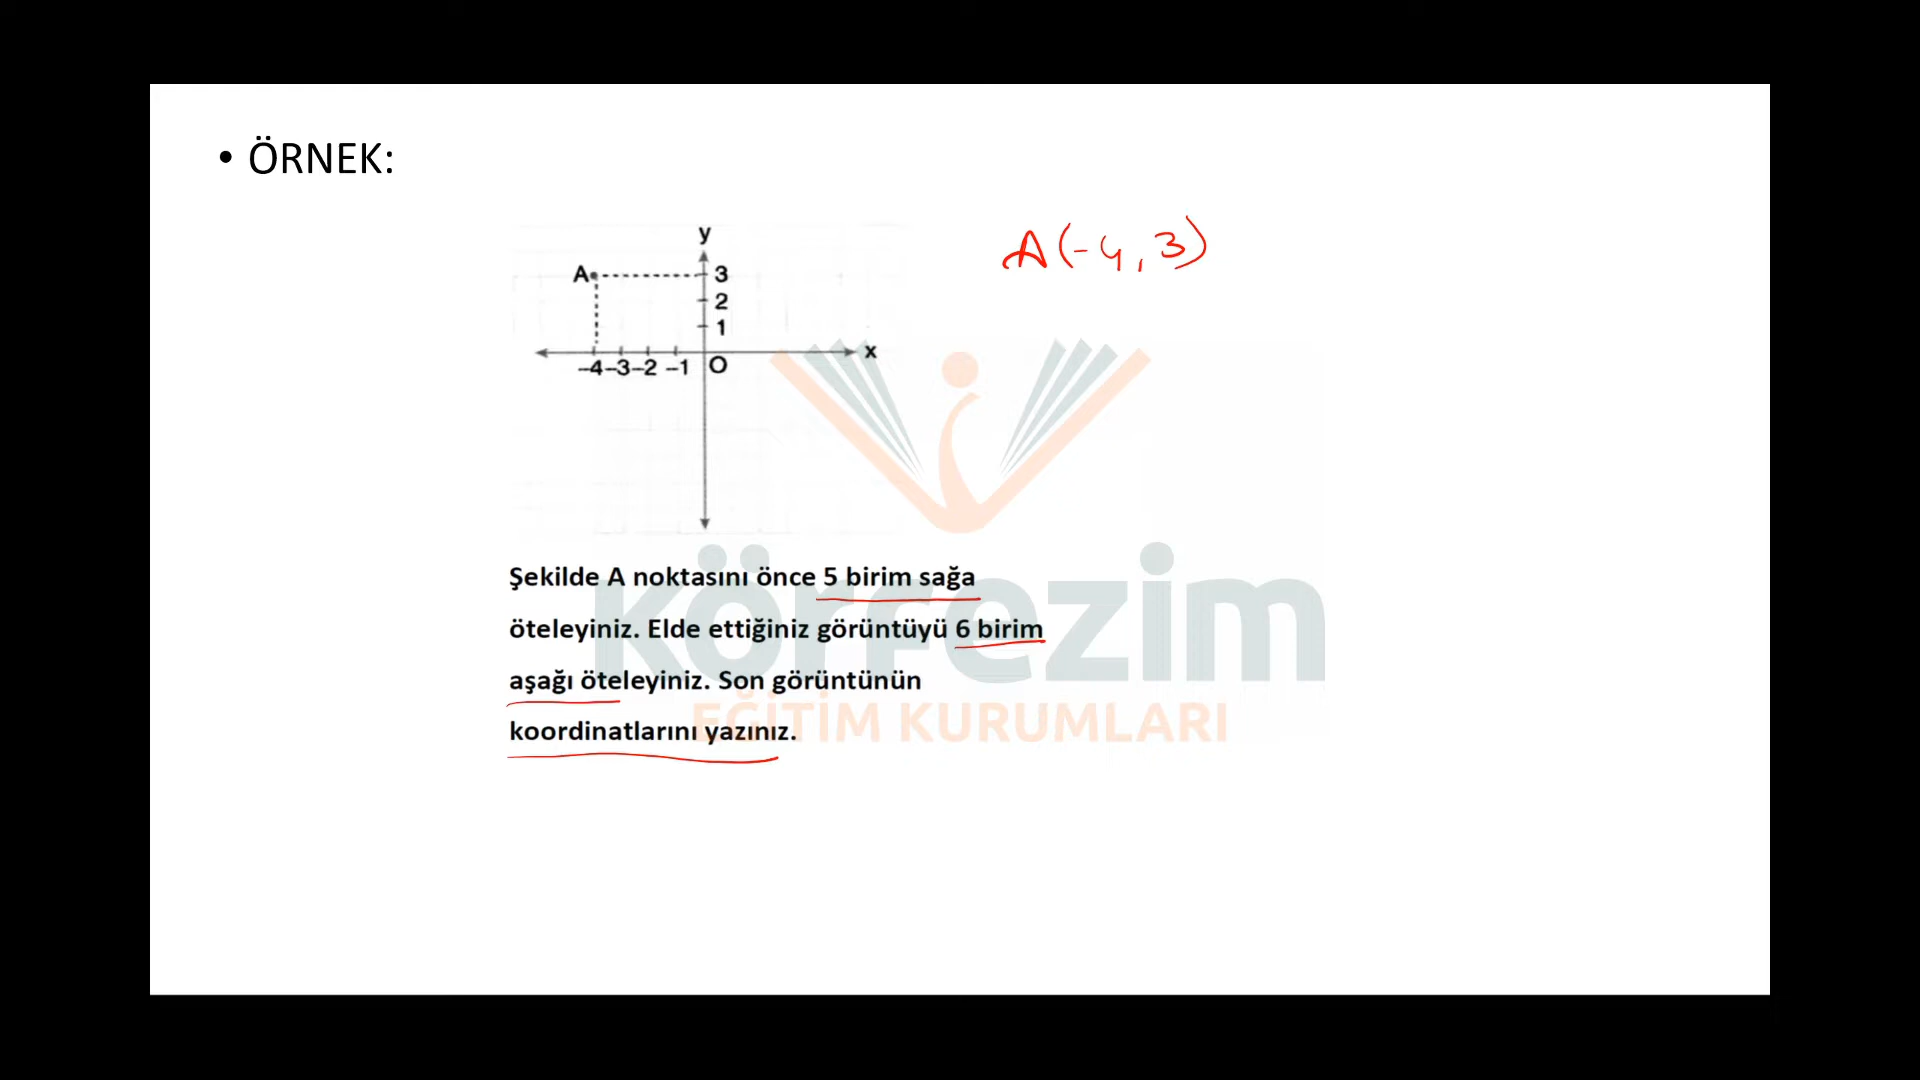 • ÖRNEK:
A(-4,3)
y
A
3
2
1
x
-4-3-2 -1 O
Şekilde A noktasını önce 5 birim sağa
öteleyiniz. Elde ettiğiniz görüntüyü 6 birim
aşağı öteleyiniz. Son görüntünün
koordinatlarını yazınız.
körfezim
EĞİTİM KURUMLARI